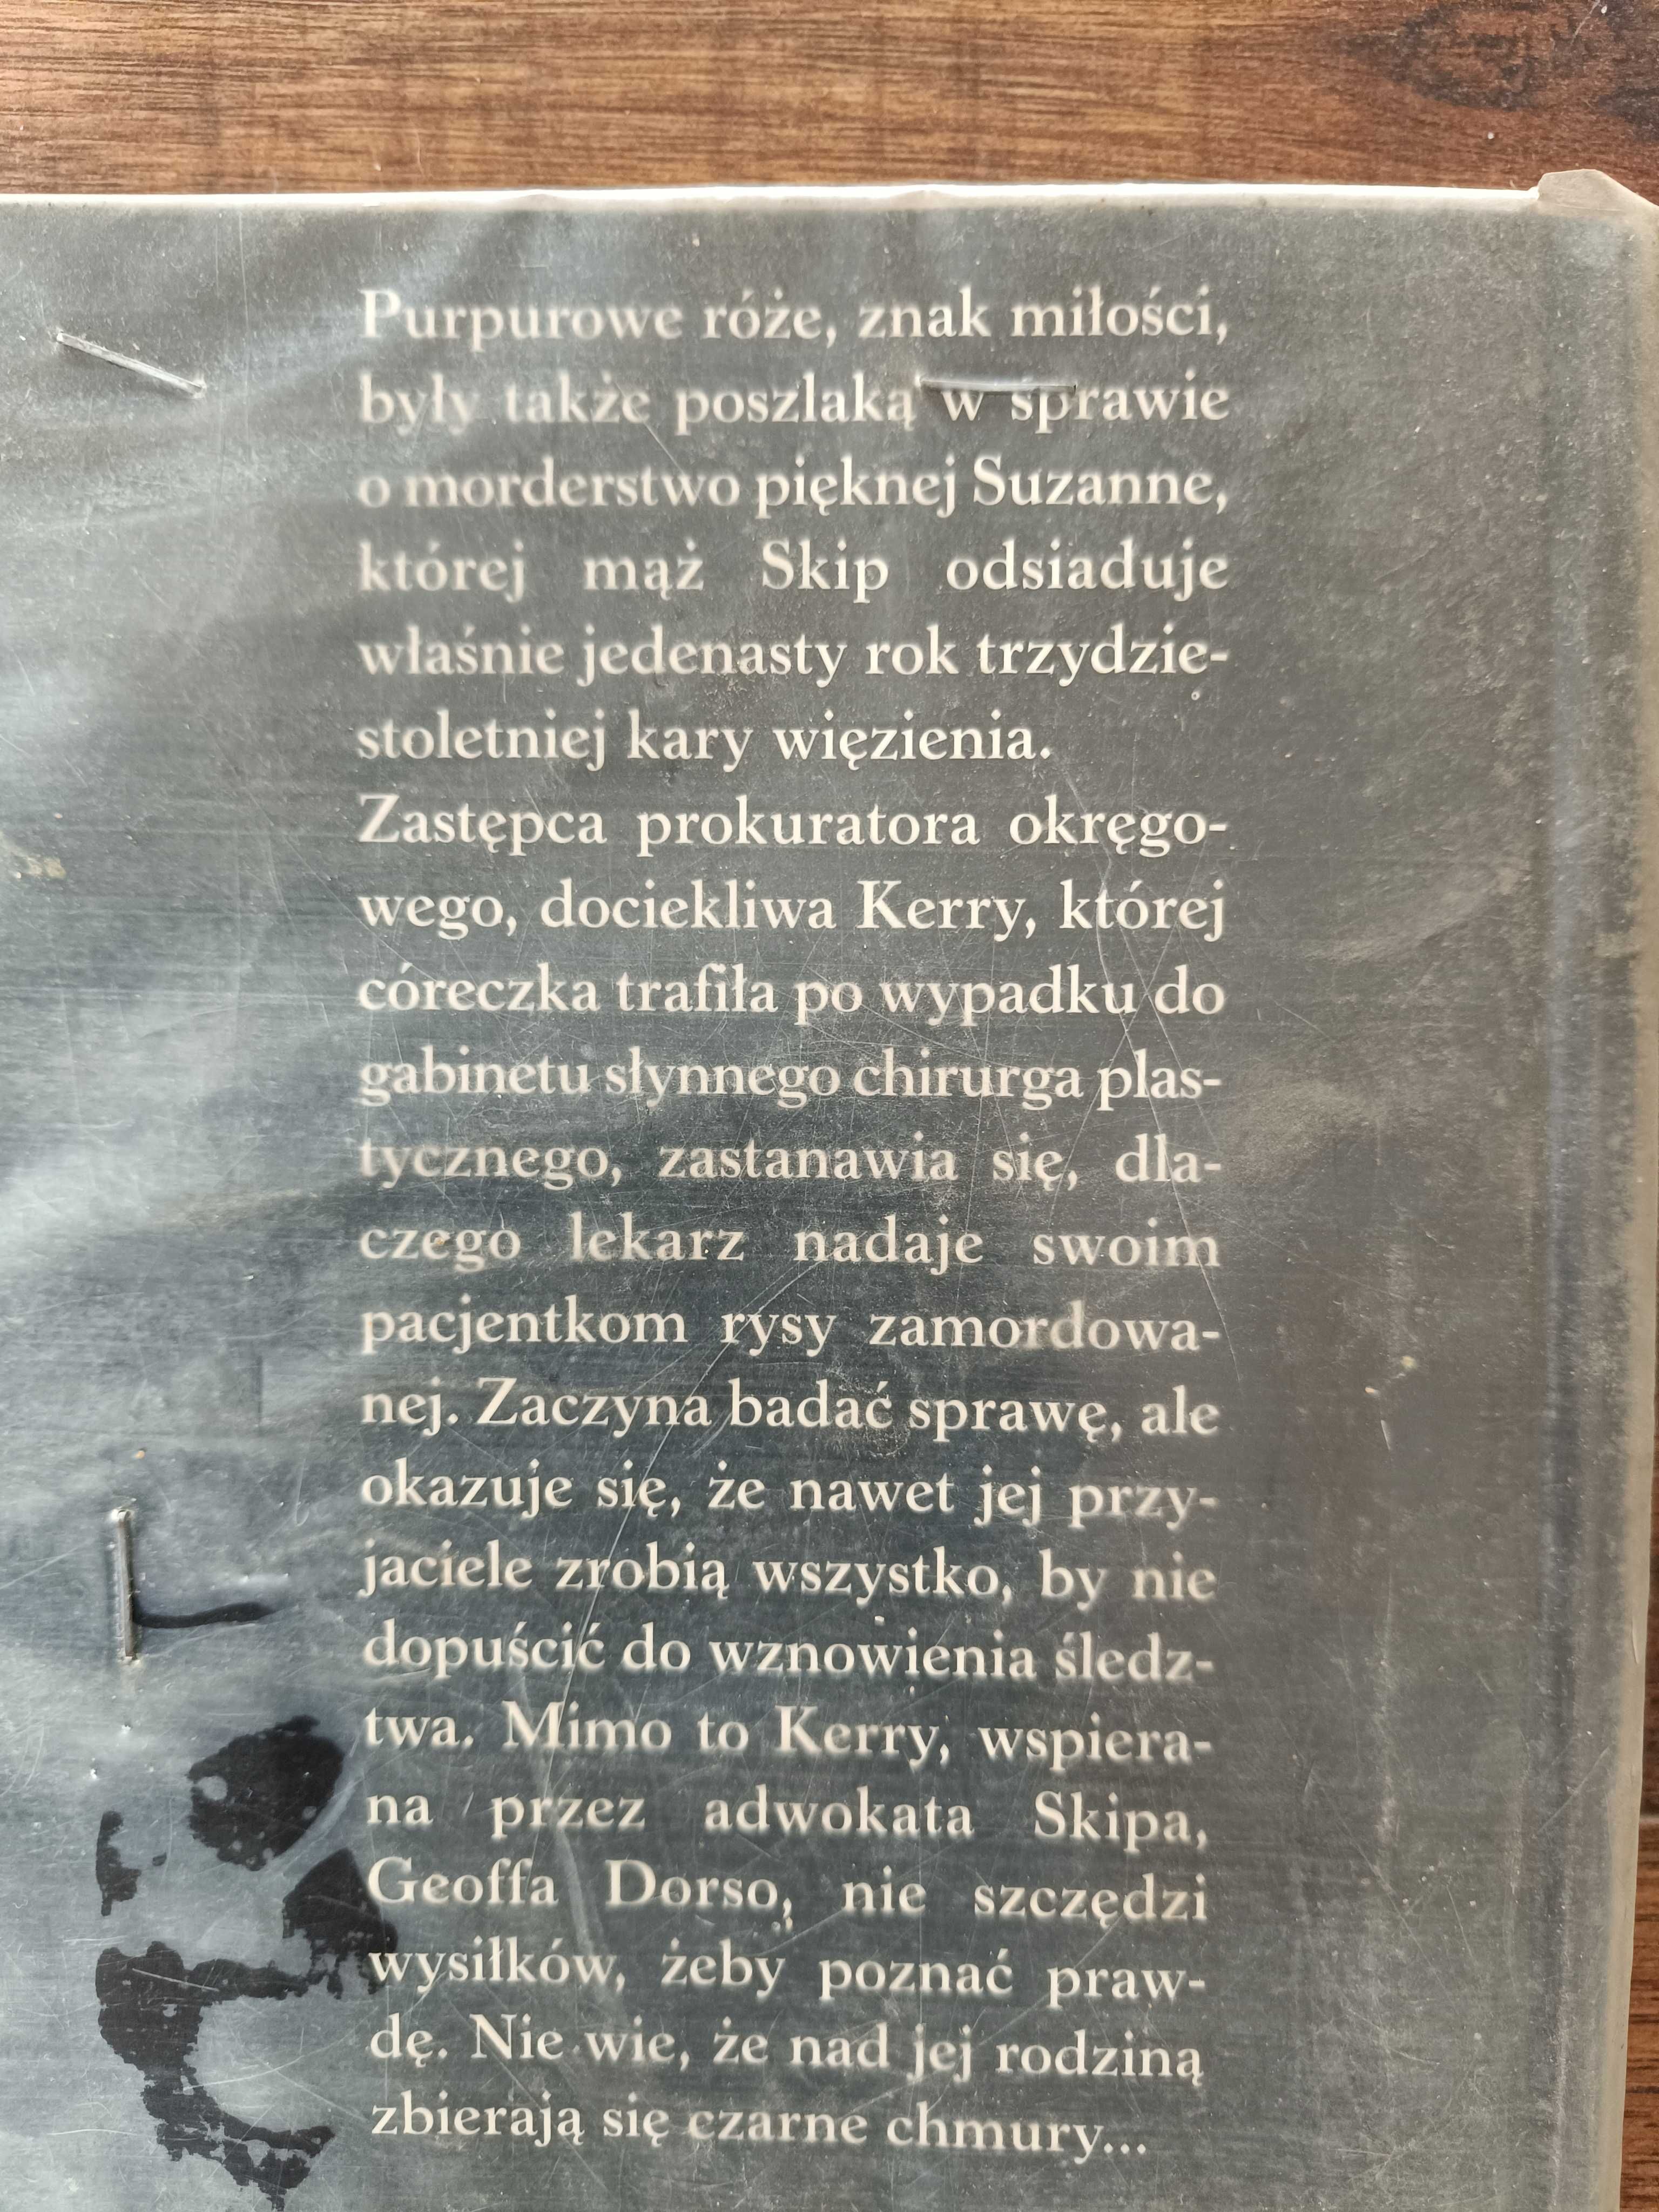 Purpurowe róże, znak miłości,
były także poszlaką w sprawie
o morderstwo pięknej Suzanne,
której mąż Skip odsiaduje
właśnie jedenasty rok trzydzie-
stoletniej kary więzienia.
Zastępca prokuratora okręgo-
wego, dociekliwa Kerry, której
córeczka trafiła po wypadku do
gabinetu słynnego chirurga plas-
tycznego, zastanawia się, dla-
czego lekarz nadaje swoim
pacjentkom rysy zamordowa-
nej. Zaczyna badać sprawę, ale
okazuje się, że nawet jej przy-
jaciele zrobią wszystko, by nie
dopuścić do wznowienia śledz-
twa. Mimo to Kerry, wspiera-
na przez adwokata Skipa,
Geoffa Dorso, nie szczędzi
wysiłków, żeby poznać praw-
dę. Nie wie, że nad jej rodziną
zbierają się czarne chmury...